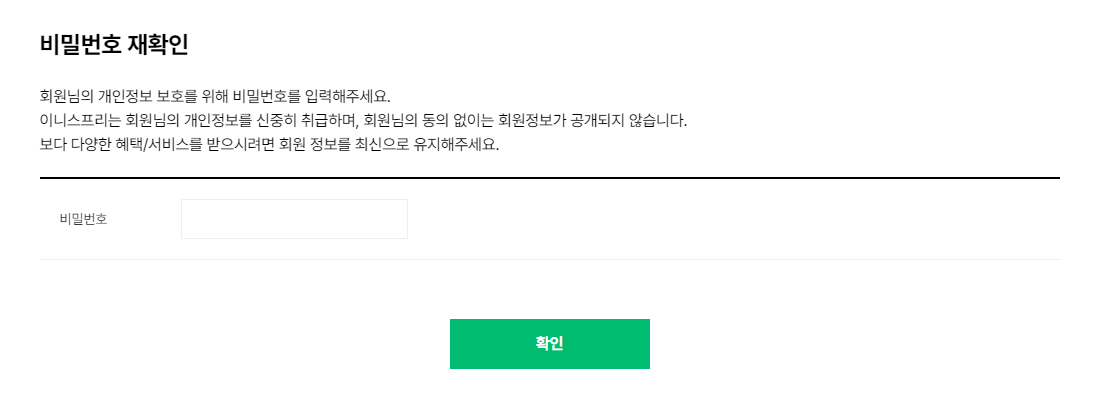 비밀번호 재확인
회원님의 개인정보 보호를 위해 비밀번호를 입력해주세요.
이니스프리는 회원님의 개인정보를 신중히 취급하며, 회원님의 동의 없이는 회원정보가 공개되지 않습니다.
보다 다양한 혜택/서비스를 받으시려면 회원 정보를 최신으로 유지해주세요.
비밀번호
확인